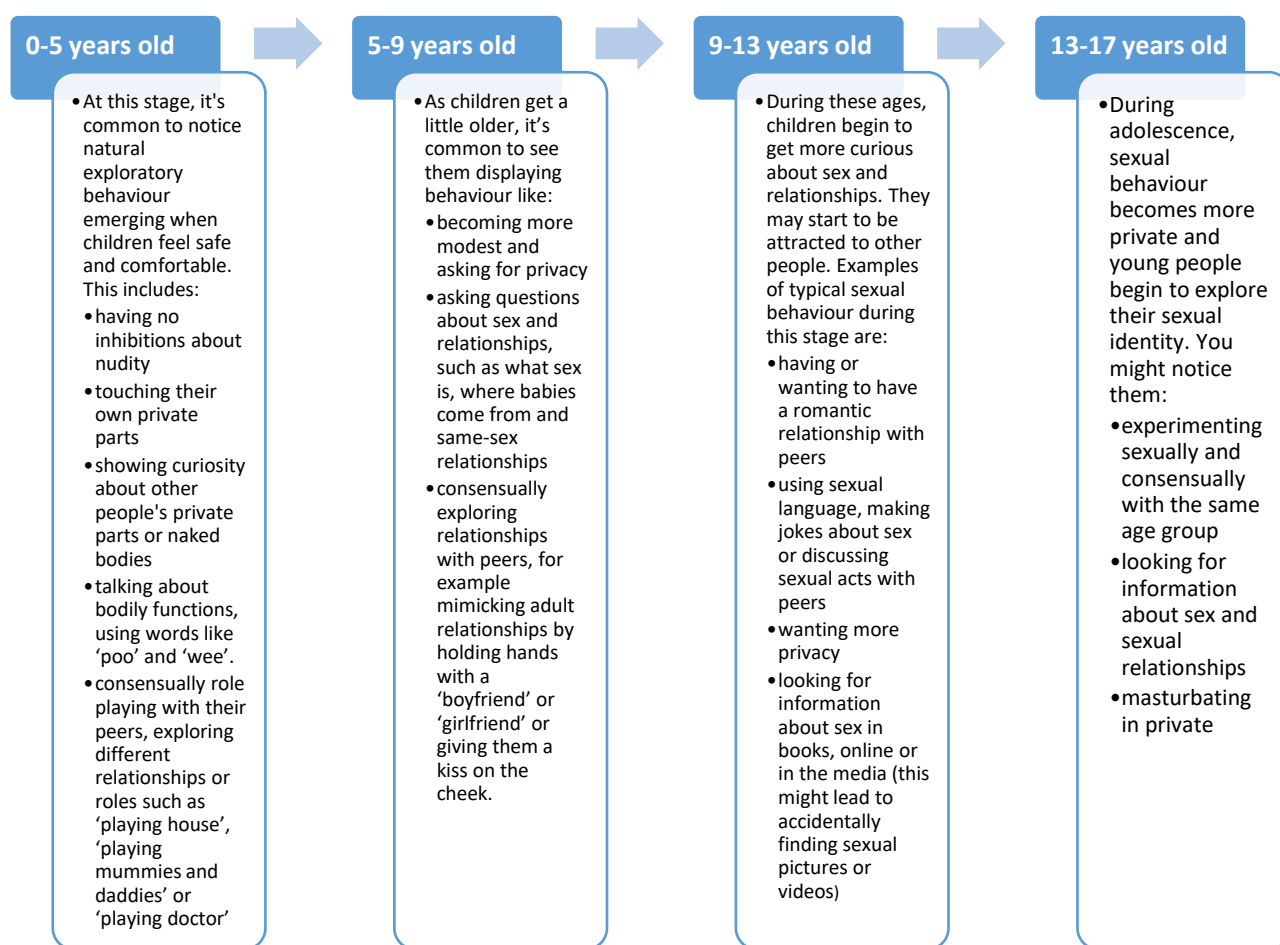 0-5 years old
•At this stage, it's
common to notice
natural
exploratory
behaviour
emerging when
children feel safe
and comfortable.
This includes:
•having no
inhibitions about
nudity
•touching their
own private
parts
•showing curiosity
about other
people's private
parts or naked
bodies
•talking about
bodily functions,
using words like
‘poo’ and ‘wee’.
•consensually role
playing with their
peers, exploring
different
relationships or
roles such as
‘playing house’,
‘playing
mummies and
daddies’ or
‘playing doctor’
5-9 years old
•As children get a
little older, it’s
common to see
them displaying
behaviour like:
•becoming more
modest and
asking for privacy
•asking questions
about sex and
relationships,
such as what sex
is, where babies
come from and
same-sex
relationships
•consensually
exploring
relationships
with peers, for
example
mimicking adult
relationships by
holding hands
with a
‘boyfriend’ or
‘girlfriend’ or
giving them a
kiss on the
cheek.
9-13 years old
•During these ages,
children begin to
get more curious
about sex and
relationships. They
may start to be
attracted to other
people. Examples
of typical sexual
behaviour during
this stage are:
•having or
wanting to have
a romantic
relationship with
peers
•using sexual
language, making
jokes about sex
or discussing
sexual acts with
peers
•wanting more
privacy
•looking for
information
about sex in
books, online or
in the media (this
might lead to
accidentally
finding sexual
pictures or
videos)
13-17 years old
•During
adolescence,
sexual
behaviour
becomes more
private and
young people
begin to explore
their sexual
identity. You
might notice
them:
•experimenting
sexually and
consensually
with the same
age group
•looking for
information
about sex and
sexual
relationships
•masturbating
in private